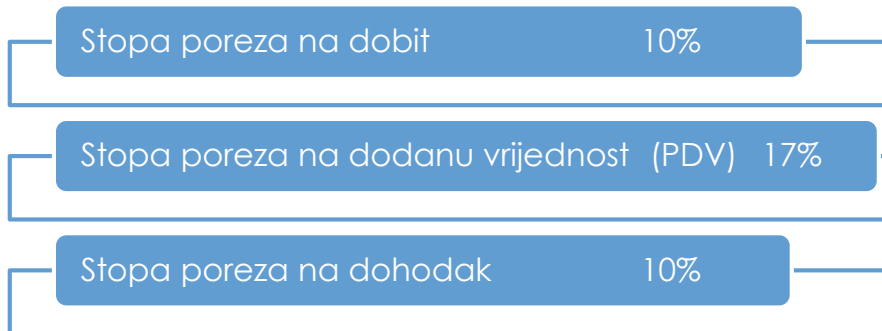 Stopa poreza na dobit 10%
Stopa poreza na dodanu vrijednost (PDV) 17%
Stopa poreza na dohodak 10%